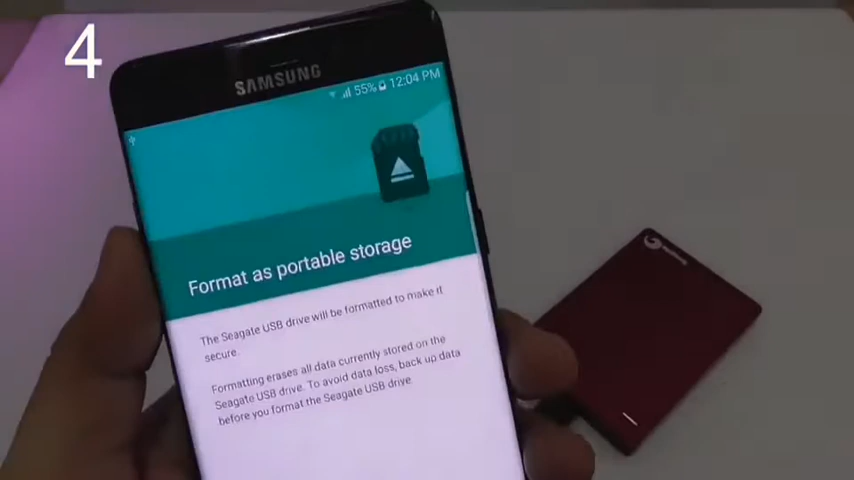 4
SAMSUNG
55% 12:04 PM
Format as portable storage
The Seagate USB drive will be formatted to make it
secure.
Formatting erases all data currently stored on the
Seagate USB drive. To avoid data loss, back up data
before you format the Seagate USB drive.